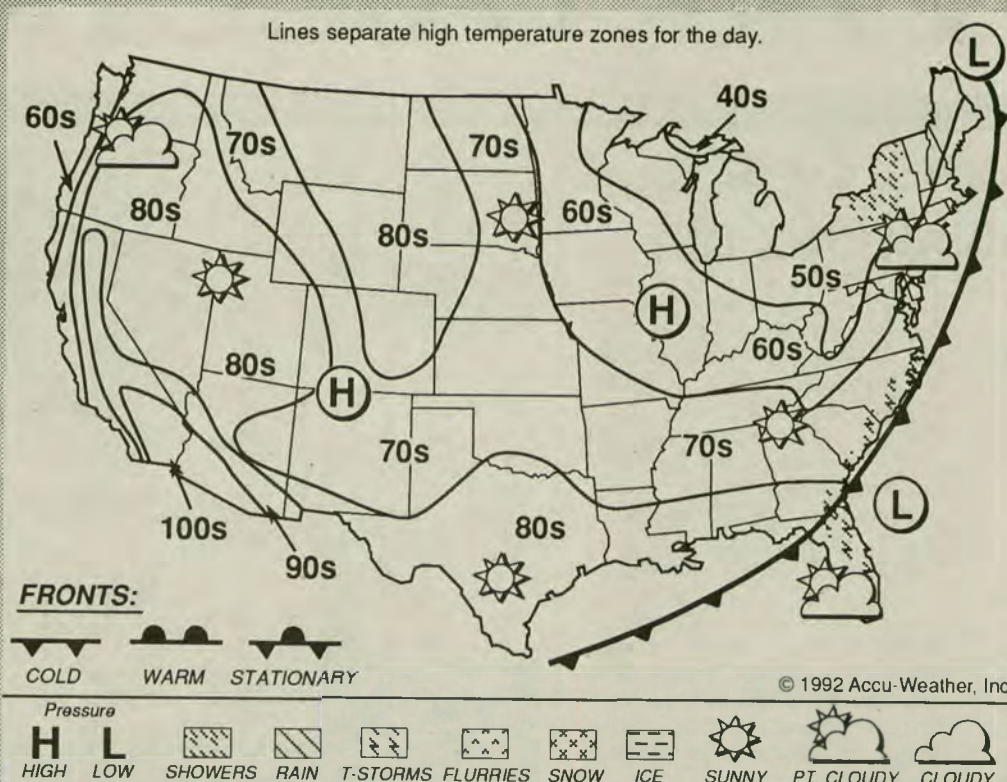 Lines separate high temperature zones for the day.
L
60s
40s
70s
70s
80s
60s
80s
50s
H
60s
80s
H
70s
70s
L
100s
80s
90s
FRONTS:
COLD WARM STATIONARY
© 1992 Accu-Weather, Inc
Pressure
H L
HIGH LOW SHOWERS RAIN T-STORMS FLURRIES SNOW ICE SUNNY PT. CLOUDY CLOUDY